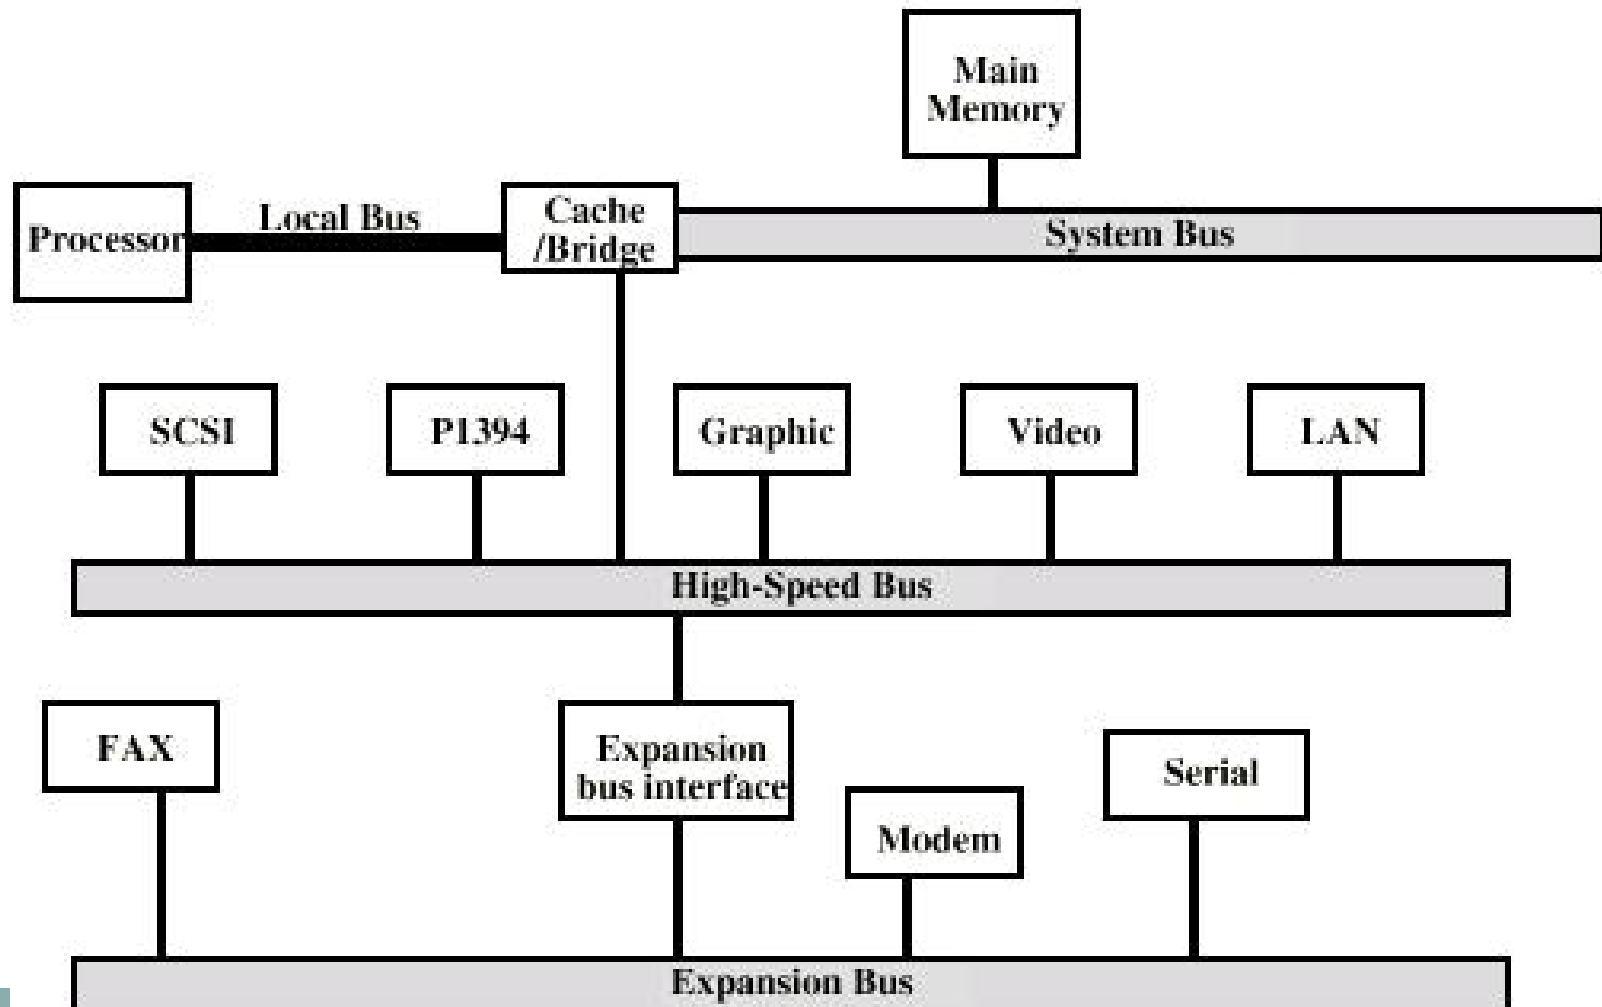 Main
Memory
Local Bus
Cache
/Bridge
Processor
System Bus
SCSI
P1394
Graphic
Video
LAN
High-Speed Bus
FAX
Expansion
bus interface
Serial
Modem
Expansion Bus